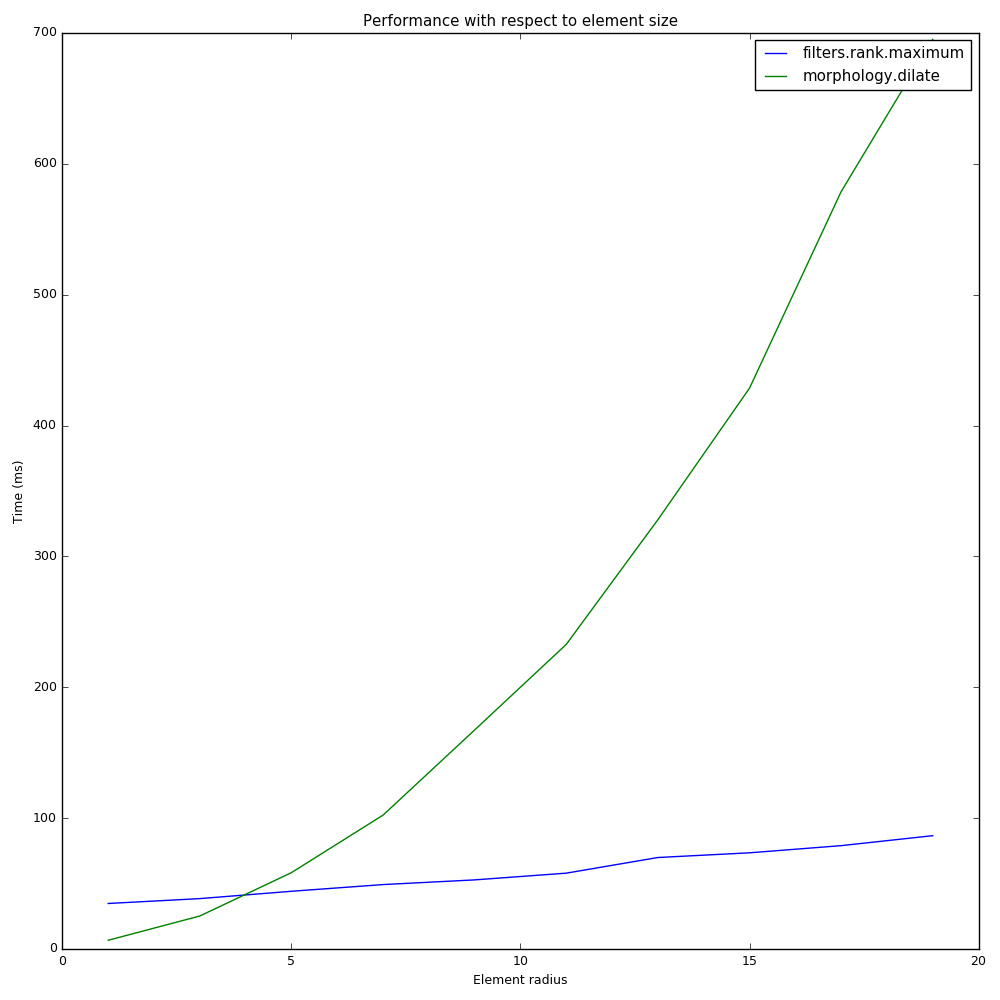 Performance with respect to element size
filters.rank.maximum
morphology.dilate
700
600
500
400
300
200
100
0
Time (ms)
0 5 10 15 20
Element radius